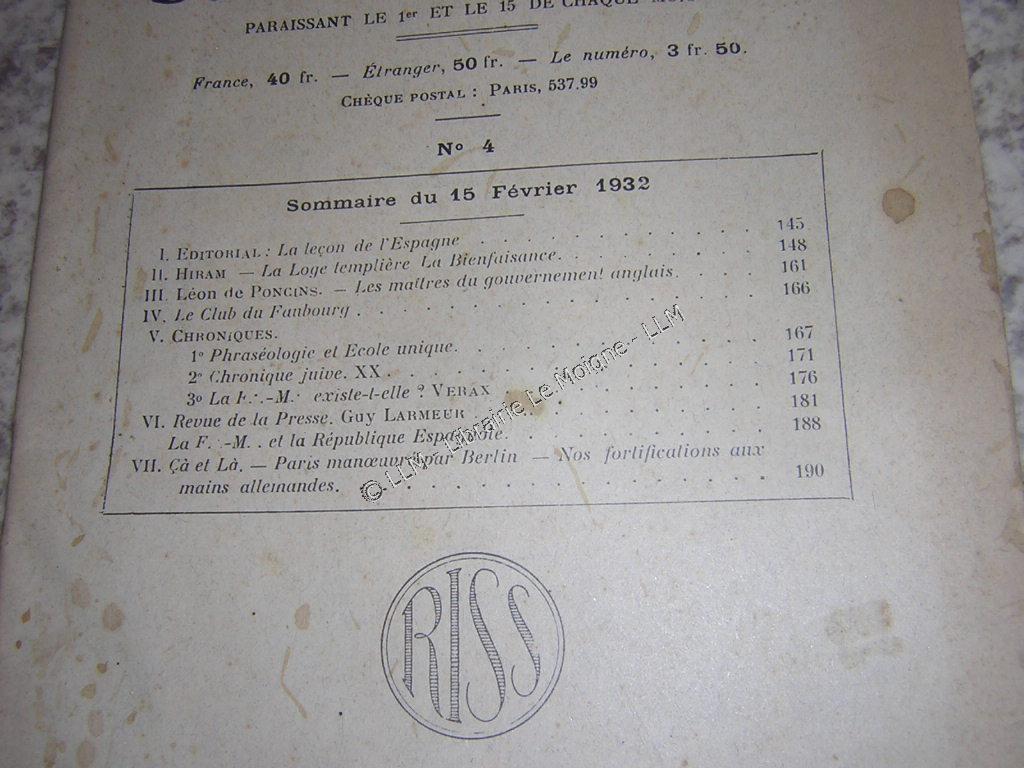 PARAISSANT LE 1er ET LE 15 DE CHAQUE
France, 40 fr. — Étranger, 50 fr. — Le numéro, 3 fr. 50.
CHÈQUE POSTAL : PARIS, 537.99
No 4
Sommaire du 15 Février 1932
I. EDITORIAL : La leçon de l'Espagne . . . . . . . . . . 145
II. HIRAM — La Loge templière La Bienfaisance. . . . . . . 148
III. Léon de PONCINS. — Les maîtres du gouvernement anglais. . . . . 161
IV. Le Club du Faubourg . . . . . . . . . . . . 166
V. CHRONIQUES.
1o Phraséologie et Ecole unique. . . . . . . . . . 167
2o Chronique juive. XX . . . . . . . . . . . 171
3o La F∴-M∴ existe-t-elle ? VERAX . . . . . . . . 176
VI. Revue de la Presse. Guy LARMEUR . . . . . . . . 181
La F∴-M∴ et la République Espagnole. . . . . . . . 188
VII. Çà et Là. — Paris manœuvré par Berlin — Nos fortifications aux
mains allemandes. . . . . . . . . . . . . 190
© LLM - Librairie Le Moigne - LLM
RISS